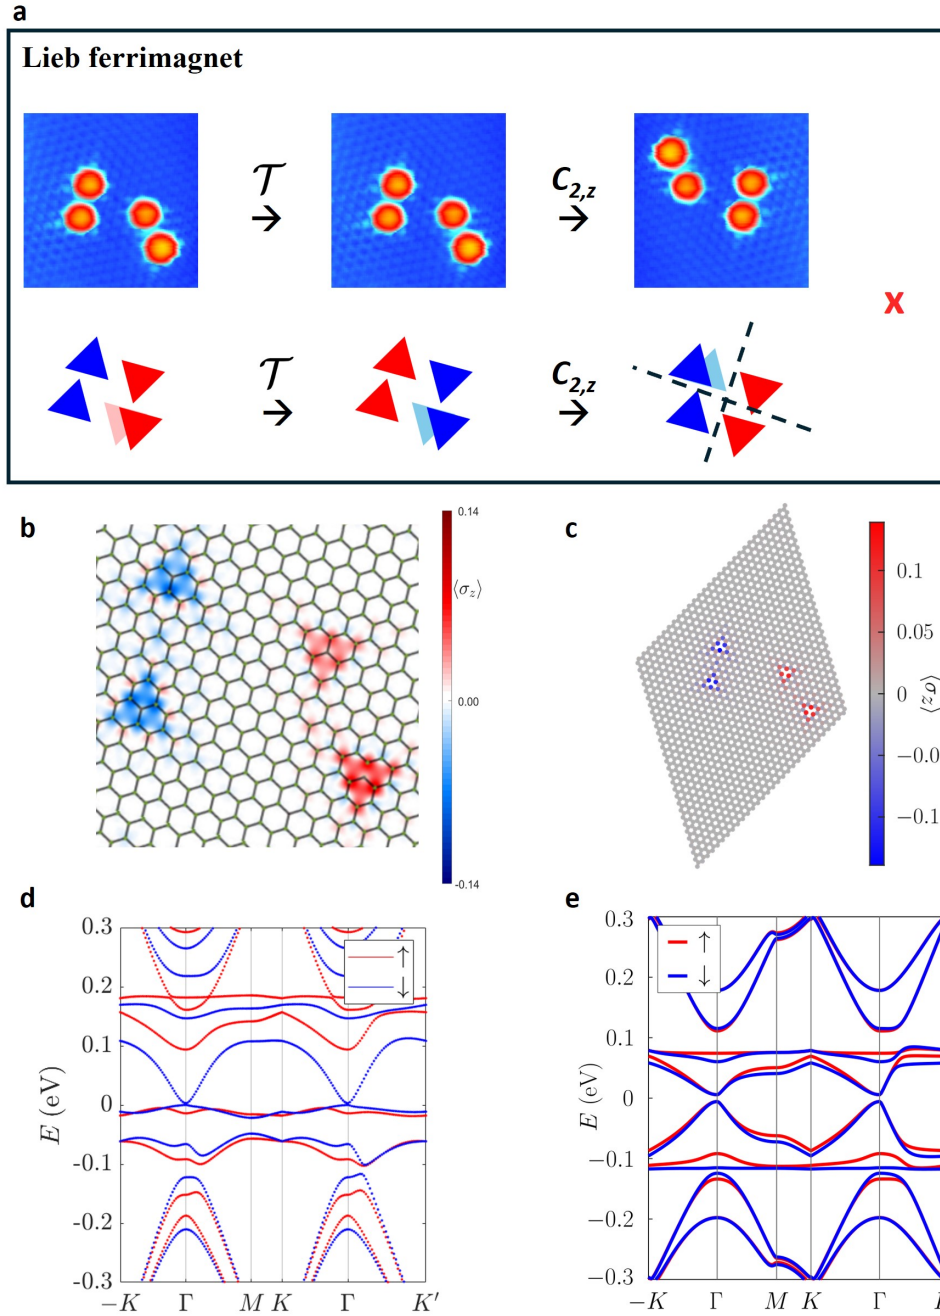 a
Lieb ferrimagnet
𝒯
→
C2,z
→
x
𝒯
→
C2,z
→
b
0.14
⟨σz⟩
0.00
-0.14
c
0.1
0.05
0
−0.0
−0.1
⟨σz⟩
d
0.3
0.2
0.1
0
-0.1
-0.2
-0.3
E (eV)
↑
↓
−K Γ M K Γ K′
e
0.3
0.2
0.1
0
−0.1
−0.2
−0.3
E (eV)
↑
↓
−K Γ M K Γ